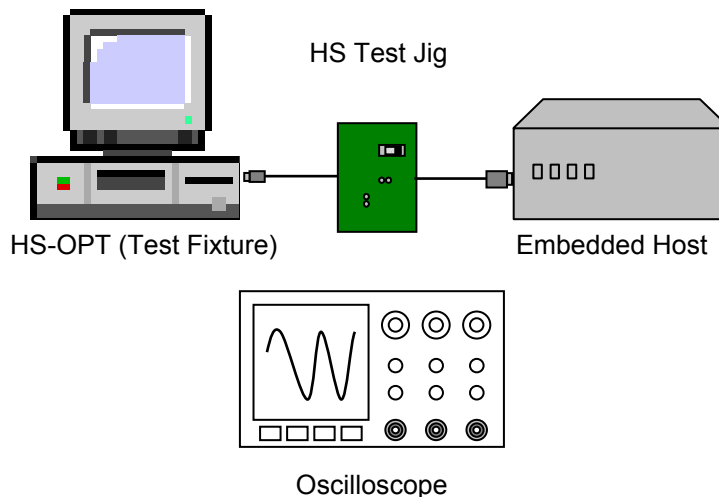 HS Test Jig
HS-OPT (Test Fixture)
Embedded Host
Oscilloscope